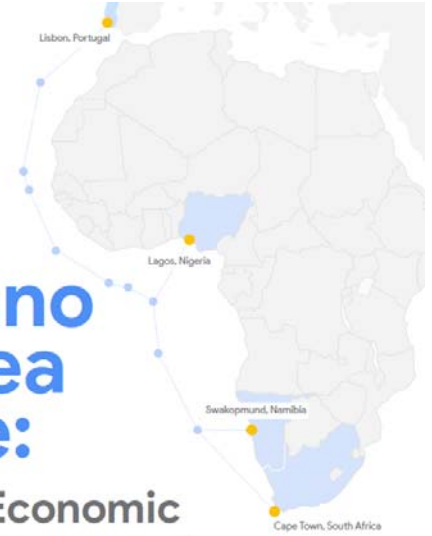 Lisbon, Portugal
Lagos, Nigeria
no
ea
e:
Swakopmund, Namibia
Economic
Cape Town, South Africa